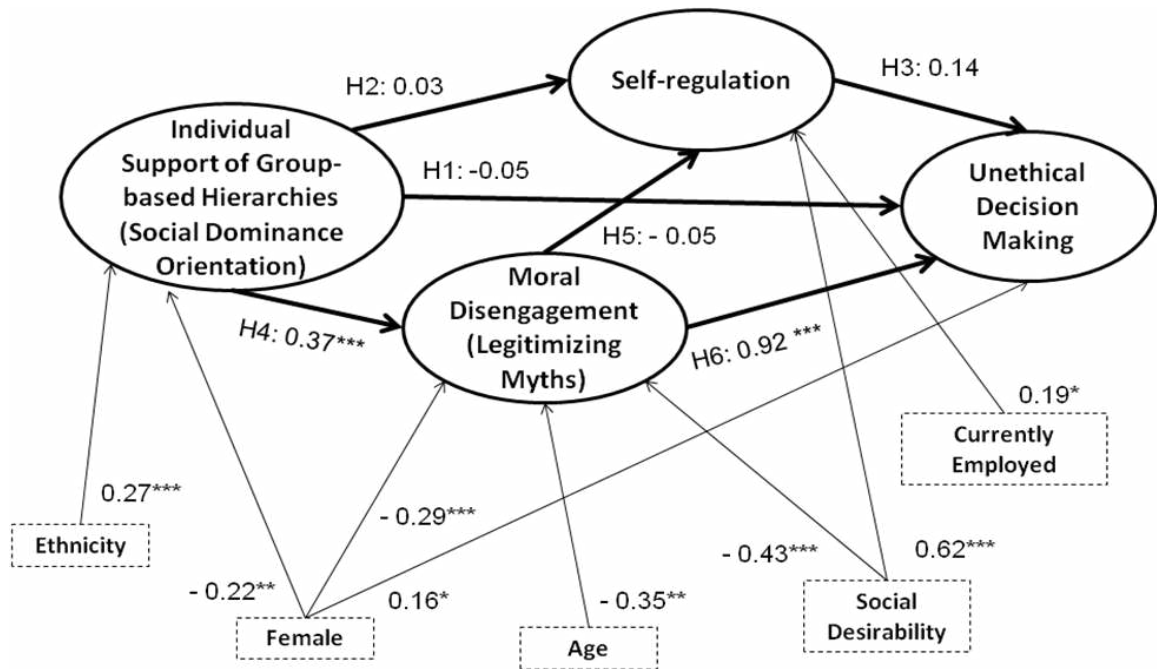 Individual
Support of Group-
based Hierarchies
(Social Dominance
Orientation)
H2: 0.03
Self-regulation
H3: 0.14
H1: -0.05
Unethical
Decision
Making
H5: - 0.05
H4: 0.37***
Moral
Disengagement
(Legitimizing
Myths)
H6: 0.92 ***
0.19*
Currently
Employed
0.27***
Ethnicity
- 0.29***
- 0.43***
0.62***
- 0.22**
0.16*
- 0.35**
Female
Age
Social
Desirability